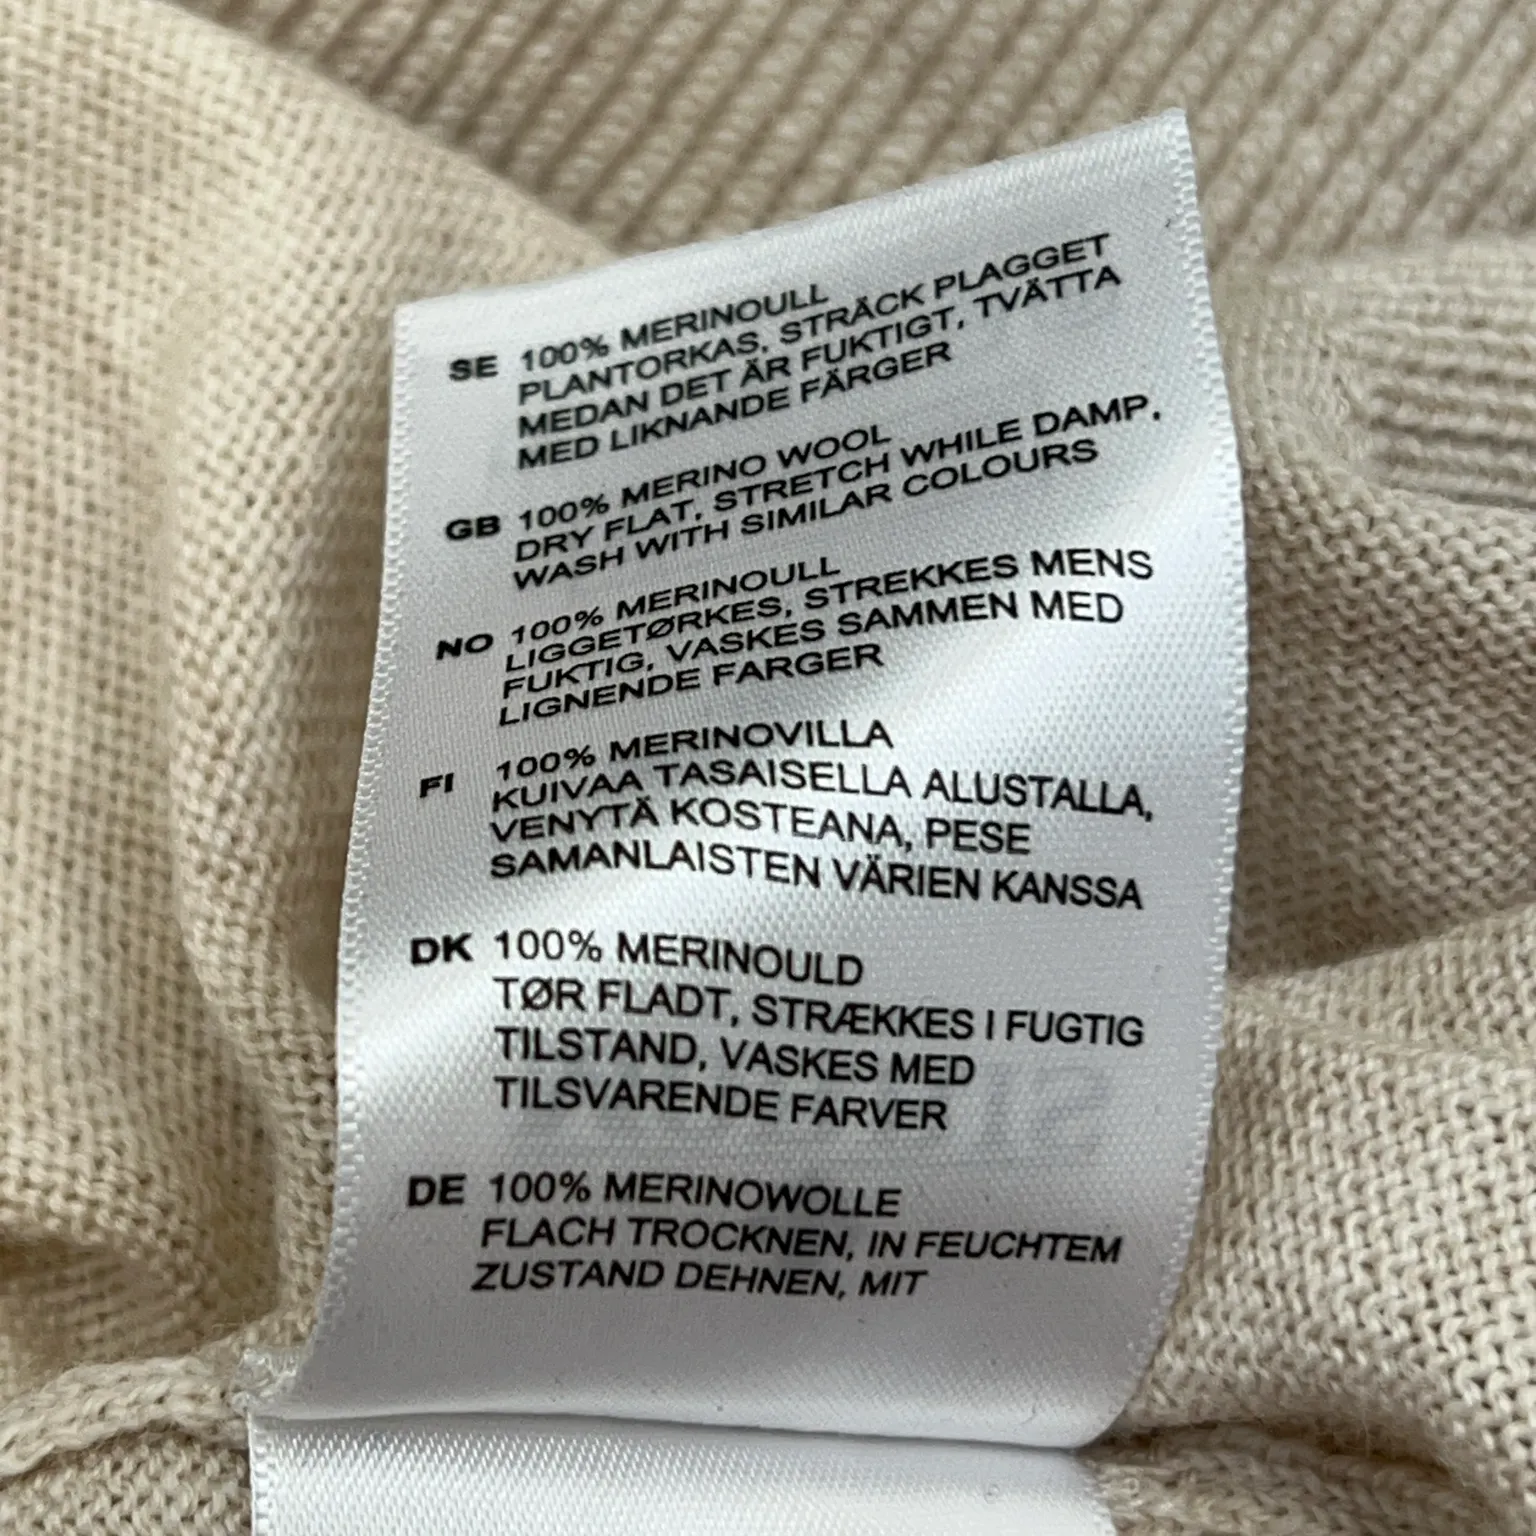 SE 100% MERINOULL
PLANTORKAS, STRÄCK PLAGGET
MEDAN DET ÄR FUKTIGT, TVÄTTA
MED LIKNANDE FÄRGER
GB 100% MERINO WOOL
DRY FLAT, STRETCH WHILE DAMP,
WASH WITH SIMILAR COLOURS
NO 100% MERINOULL
LIGGETØRKES, STREKKES MENS
FUKTIG, VASKES SAMMEN MED
LIGNENDE FARGER
FI 100% MERINOVILLA
KUIVAA TASAISELLA ALUSTALLA,
VENYTÄ KOSTEANA, PESE
SAMANLAISTEN VÄRIEN KANSSA
DK 100% MERINOULD
TØR FLADT, STRÆKKES I FUGTIG
TILSTAND, VASKES MED
TILSVARENDE FARVER
DE 100% MERINOWOLLE
FLACH TROCKNEN, IN FEUCHTEM
ZUSTAND DEHNEN, MIT